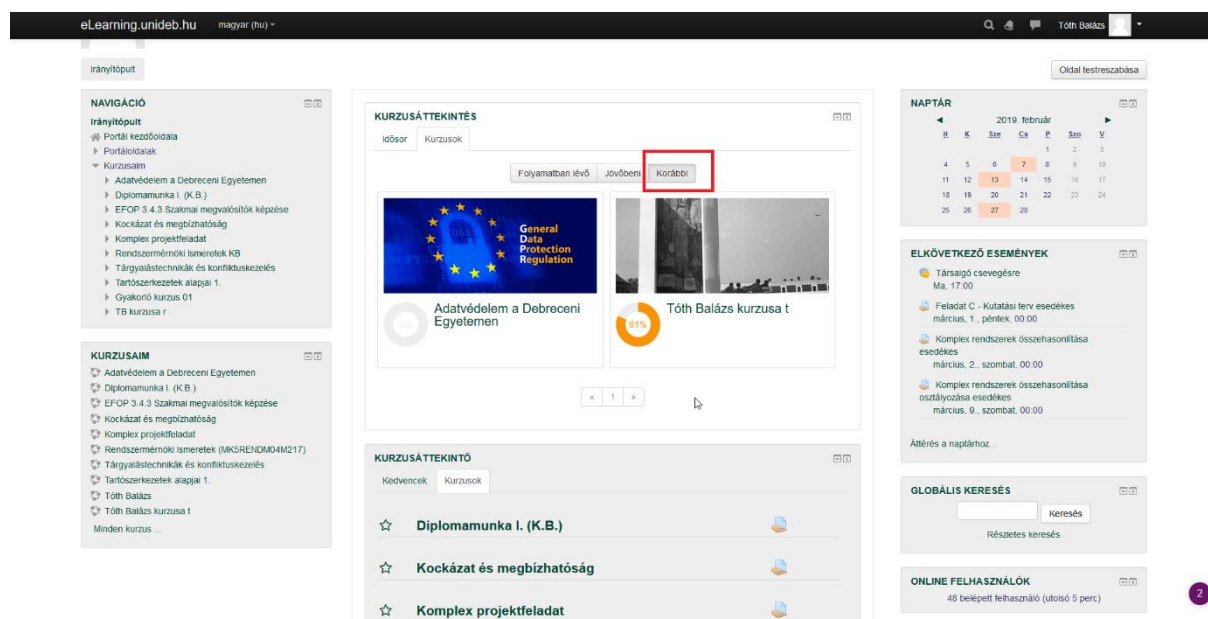 eLearning.unideb.hu magyar (hu)
Tóth Balázs
Irányítópult
Oldal testreszabása
NAVIGÁCIÓ
Irányítópult
Portál kezdőoldala
Portáloldalak
Kurzusaim
Adatvédelem a Debreceni Egyetemen
Diplomamunka I. (K.B.)
EFOP 3.4.3 Szakmai megvalósítók képzése
Kockázat és megbízhatóság
Komplex projektfeladat
Rendszermérnöki ismeretek KB
Tárgyalástechnikák és konfliktuskezelés
Tartószerkezetek alapjai 1.
Gyakorló kurzus 01
TB kurzusa r
KURZUSAIM
Adatvédelem a Debreceni Egyetemen
Diplomamunka I. (K.B.)
EFOP 3.4.3 Szakmai megvalósítók képzése
Kockázat és megbízhatóság
Komplex projektfeladat
Rendszermérnöki ismeretek (MK5RENDM04M217)
Tárgyalástechnikák és konfliktuskezelés
Tartószerkezetek alapjai 1.
Tóth Balázs
Tóth Balázs kurzusa t
Minden kurzus ...
KURZUSÁTTEKINTÉS
Idősor Kurzusok
Folyamatban lévő Jövőbeni Korábbi
General
Data
Protection
Regulation
0%
Adatvédelem a Debreceni
Egyetemen
81%
Tóth Balázs kurzusa t
« 1 »
KURZUSÁTTEKINTŐ
Kedvencek Kurzusok
Diplomamunka I. (K.B.)
Kockázat és megbízhatóság
Komplex projektfeladat
NAPTÁR
◄ 2019. február ►
H K Sze Cs P Szo V
1 2 3
4 5 6 7 8 9 10
11 12 13 14 15 16 17
18 19 20 21 22 23 24
25 26 27 28
ELKÖVETKEZŐ ESEMÉNYEK
Társalgó csevegésre
Ma, 17:00
Feladat C - Kutatási terv esedékes
március, 1., péntek, 00:00
Komplex rendszerek összehasonlítása
esedékes
március, 2., szombat, 00:00
Komplex rendszerek összehasonlítása
osztályozása esedékes
március, 9., szombat, 00:00
Áttérés a naptárhoz...
GLOBÁLIS KERESÉS
Keresés
Részletes keresés
ONLINE FELHASZNÁLÓK
48 belépett felhasználó (utolsó 5 perc)
2